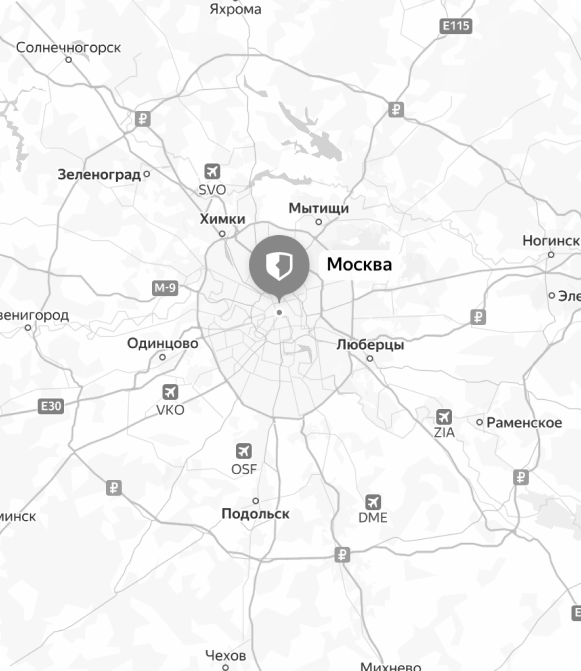 Яхрома
E115
Солнечногорск
₽
₽
Зеленоград
SVO
Мытищи
Химки
Ногинск
Москва
М-9
Эле
венигород
₽
Одинцово
Люберцы
E30
VKO
ZIA
Раменское
OSF
₽
₽
Подольск
DME
минск
₽
E
Чехов
Михнево